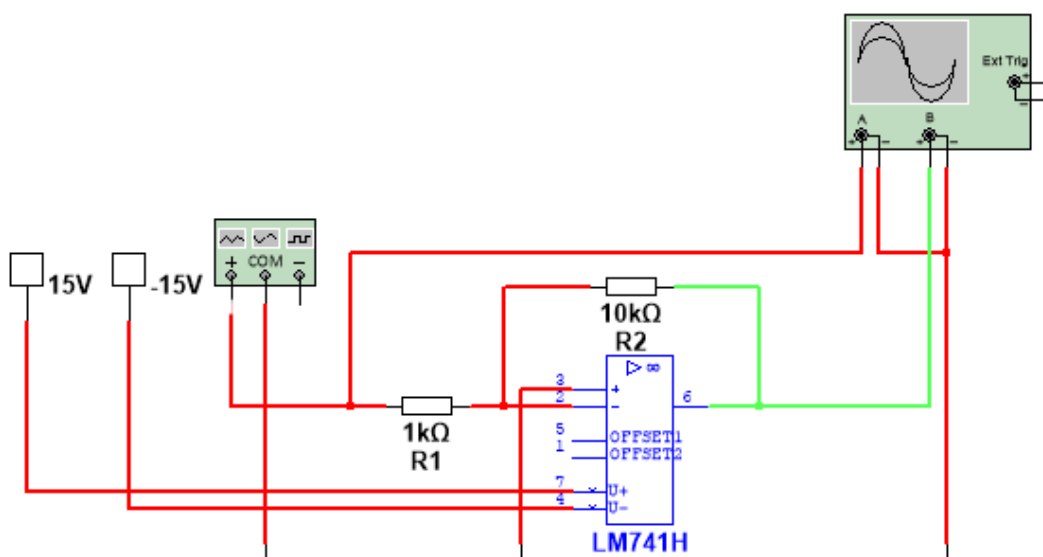 Ext Trig
+
−
A
B
+ − + −
15V
-15V
+ COM −
10kΩ
R2
▷ ∞
3 +
2 −
6
1kΩ
R1
5 OFFSET1
1 OFFSET2
7 U+
4 U-
LM741H